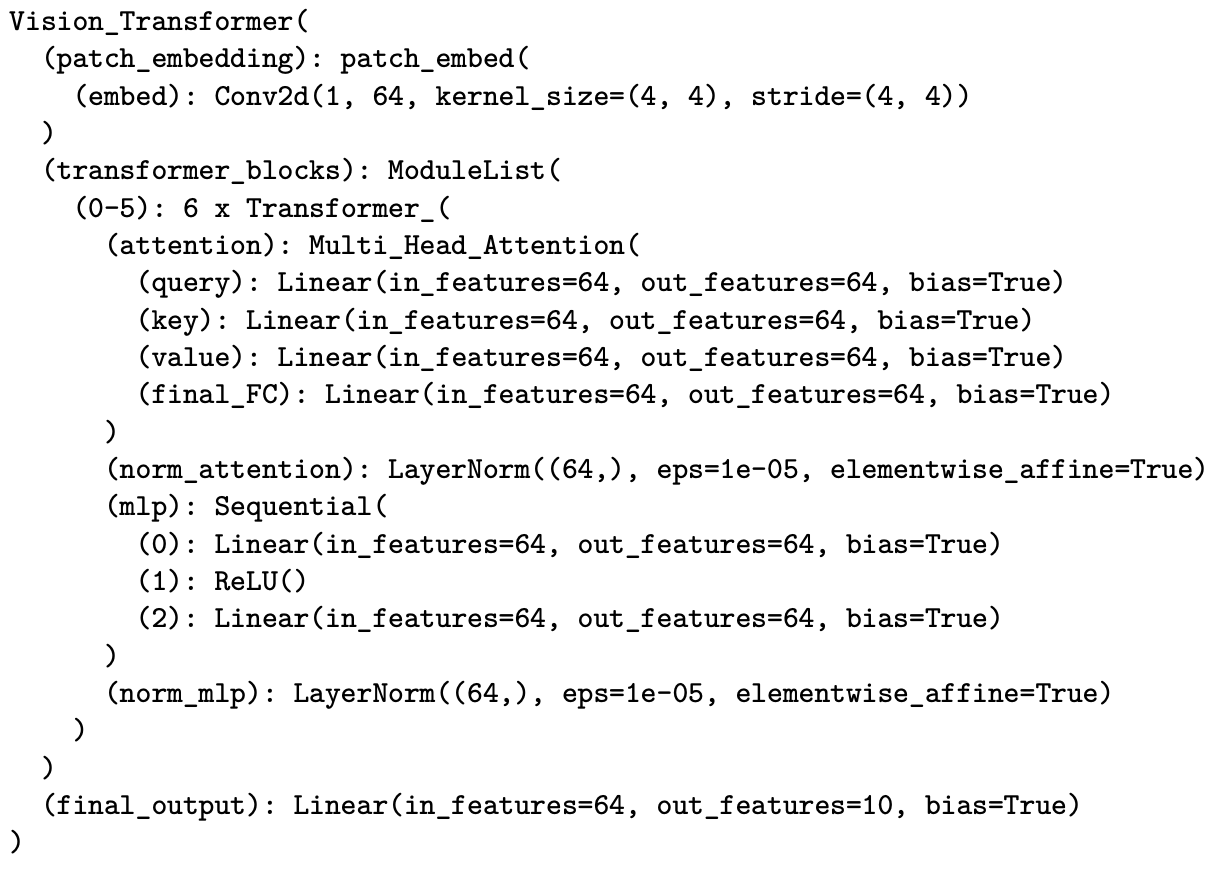 Vision_Transformer(
  (patch_embedding): patch_embed(
    (embed): Conv2d(1, 64, kernel_size=(4, 4), stride=(4, 4))
  )
  (transformer_blocks): ModuleList(
    (0-5): 6 x Transformer_(
      (attention): Multi_Head_Attention(
        (query): Linear(in_features=64, out_features=64, bias=True)
        (key): Linear(in_features=64, out_features=64, bias=True)
        (value): Linear(in_features=64, out_features=64, bias=True)
        (final_FC): Linear(in_features=64, out_features=64, bias=True)
      )
      (norm_attention): LayerNorm((64,), eps=1e-05, elementwise_affine=True)
      (mlp): Sequential(
        (0): Linear(in_features=64, out_features=64, bias=True)
        (1): ReLU()
        (2): Linear(in_features=64, out_features=64, bias=True)
      )
      (norm_mlp): LayerNorm((64,), eps=1e-05, elementwise_affine=True)
    )
  )
  (final_output): Linear(in_features=64, out_features=10, bias=True)
)